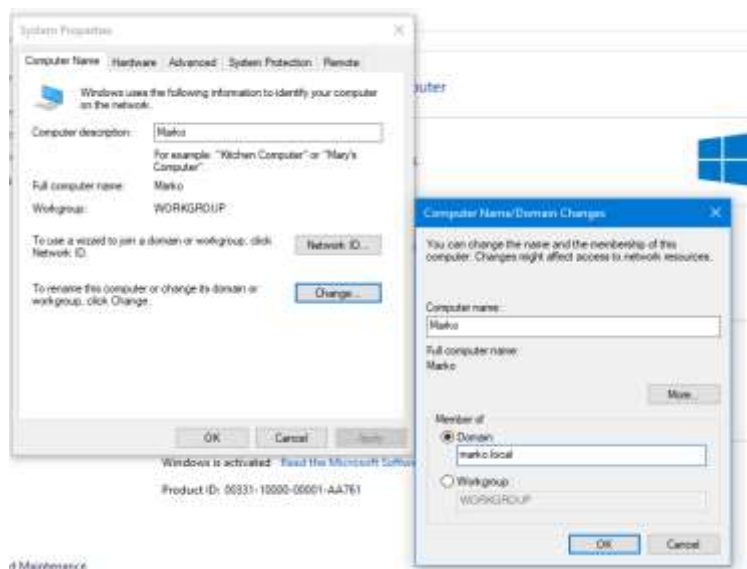 System Properties
Computer Name Hardware Advanced System Protection Remote
Windows uses the following information to identify your computer
on the network.
Computer description: Marko
For example: "Kitchen Computer" or "Mary's
Computer".
Full computer name: Marko
Workgroup: WORKGROUP
To use a wizard to join a domain or workgroup, click
Network ID.
Network ID...
To rename this computer or change its domain or
workgroup, click Change.
Change...
OK Cancel Apply
Windows is activated Read the Microsoft
Product ID: 00331-10000-00001-AA761
d Maintenance
Computer Name/Domain Changes
You can change the name and the membership of this
computer. Changes might affect access to network resources.
Computer name:
Marko
Full computer name:
Marko
More...
Member of
Domain:
marko.local
Workgroup:
WORKGROUP
OK Cancel